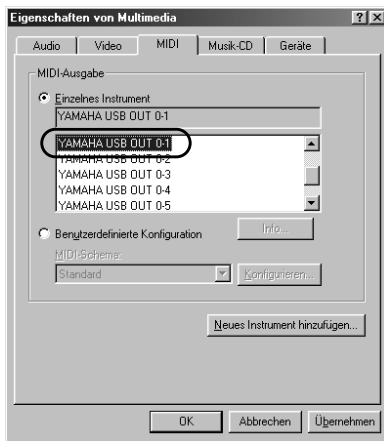 Eigenschaften von Multimedia
Audio Video MIDI Musik-CD Geräte
MIDI-Ausgabe
Einzelnes Instrument
YAMAHA USB OUT 0-1
YAMAHA USB OUT 0-1
YAMAHA USB OUT 0-2
YAMAHA USB OUT 0-3
YAMAHA USB OUT 0-4
YAMAHA USB OUT 0-5
Benutzerdefinierte Konfiguration Info...
MIDI-Schema:
Standard Konfigurieren...
Neues Instrument hinzufügen...
OK Abbrechen Übernehmen